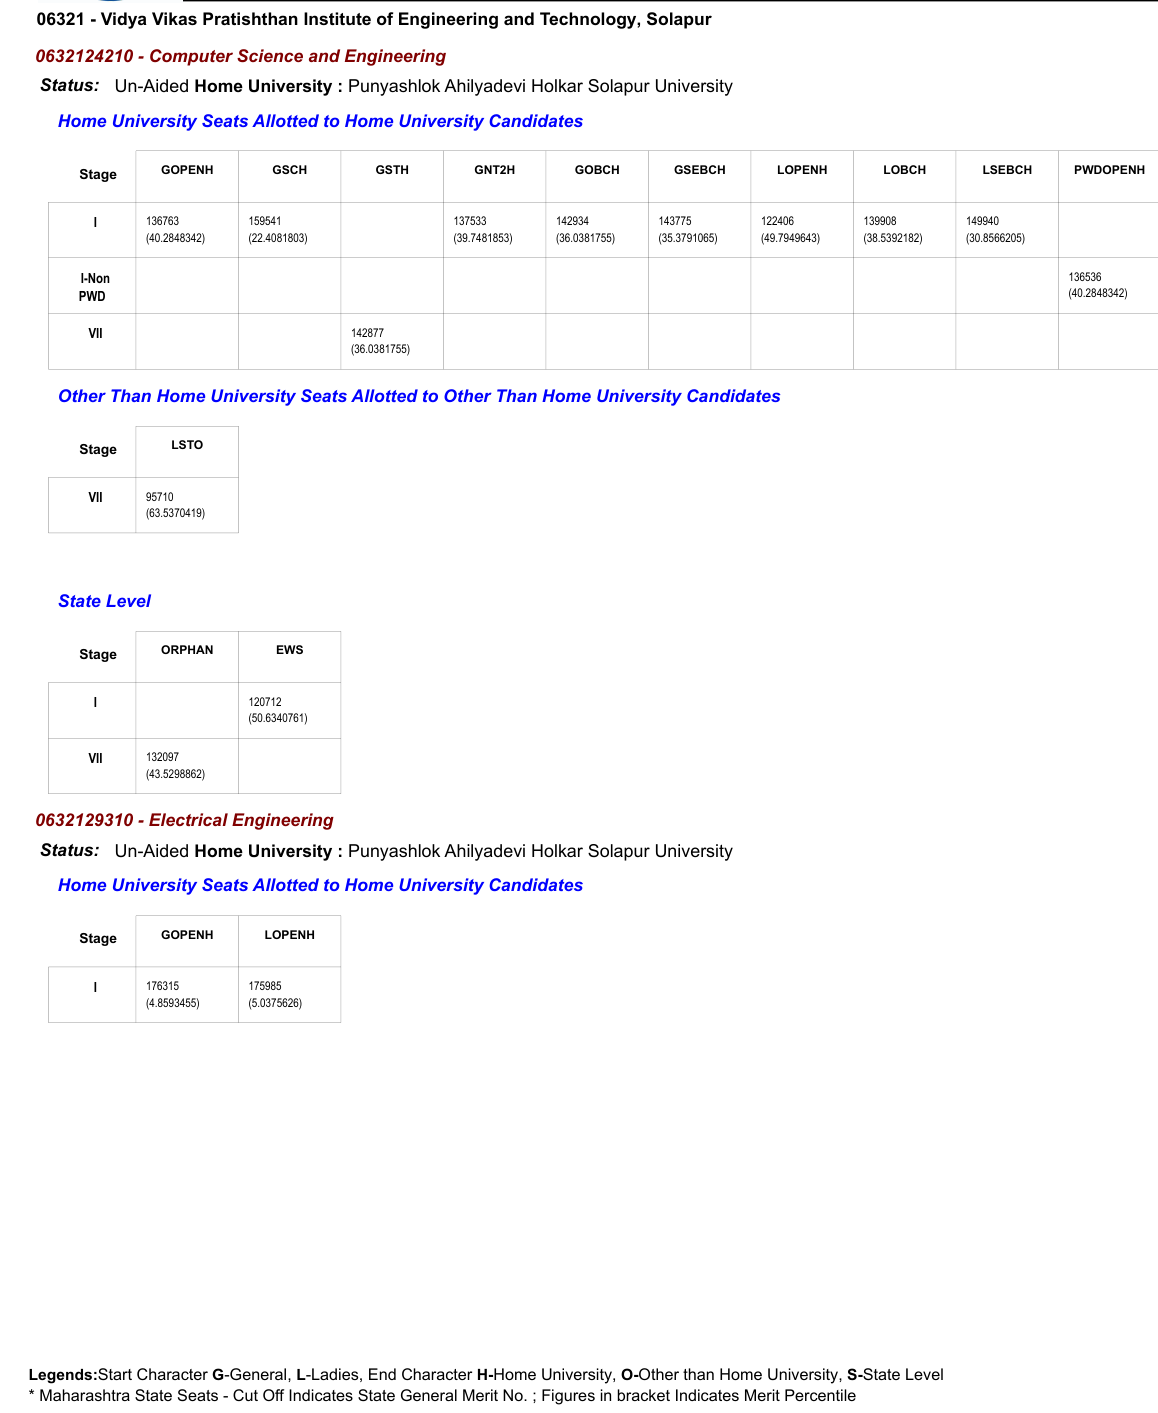 06321 - Vidya Vikas Pratishthan Institute of Engineering and Technology, Solapur
0632124210 - Computer Science and Engineering
Status: Un-Aided Home University : Punyashlok Ahilyadevi Holkar Solapur University
Home University Seats Allotted to Home University Candidates
Stage GOPENH GSCH GSTH GNT2H GOBCH GSEBCH LOPENH LOBCH LSEBCH PWDOPENH
I 136763 159541 137533 142934 143775 122406 139908 149940
(40.2848342) (22.4081803) (39.7481853) (36.0381755) (35.3791065) (49.7949643) (38.5392182) (30.8566205)
I-Non 136536
PWD (40.2848342)
VII 142877
(36.0381755)
Other Than Home University Seats Allotted to Other Than Home University Candidates
Stage LSTO
VII 95710
(63.5370419)
State Level
Stage ORPHAN EWS
I 120712
(50.6340761)
VII 132097
(43.5298862)
0632129310 - Electrical Engineering
Status: Un-Aided Home University : Punyashlok Ahilyadevi Holkar Solapur University
Home University Seats Allotted to Home University Candidates
Stage GOPENH LOPENH
I 176315 175985
(4.8593455) (5.0375626)
Legends:Start Character G-General, L-Ladies, End Character H-Home University, O-Other than Home University, S-State Level
* Maharashtra State Seats - Cut Off Indicates State General Merit No. ; Figures in bracket Indicates Merit Percentile